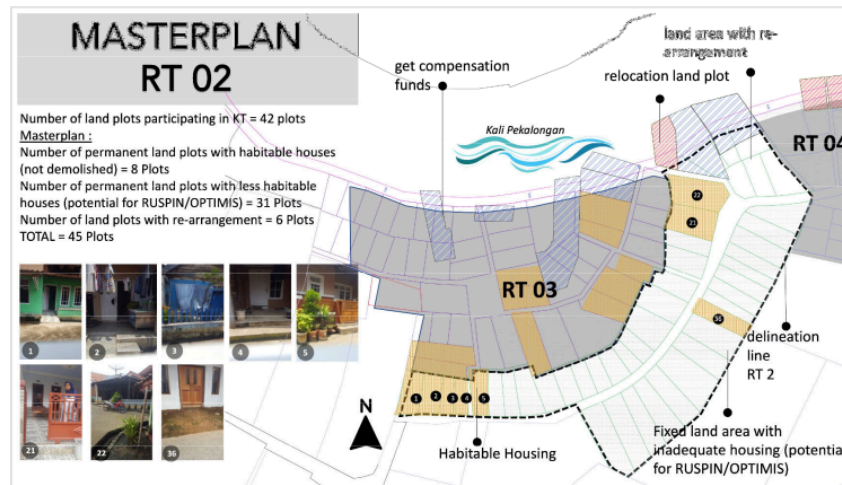 MASTERPLAN
RT 02
Number of land plots participating in KT = 42 plots
Masterplan :
Number of permanent land plots with habitable houses
(not demolished) = 8 Plots
Number of permanent land plots with less habitable
houses (potential for RUSPIN/OPTIMIS) = 31 Plots
Number of land plots with re-arrangement = 6 Plots
TOTAL = 45 Plots
1
2
3
4
5
21
22
36
get compensation
funds
Kali Pekalongan
land area with re-
arrangement
relocation land plot
RT 04
22
21
RT 03
36
delineation
line
RT 2
1
2
3
4
5
N
Habitable Housing
Fixed land area with
inadequate housing (potential
for RUSPIN/OPTIMIS)